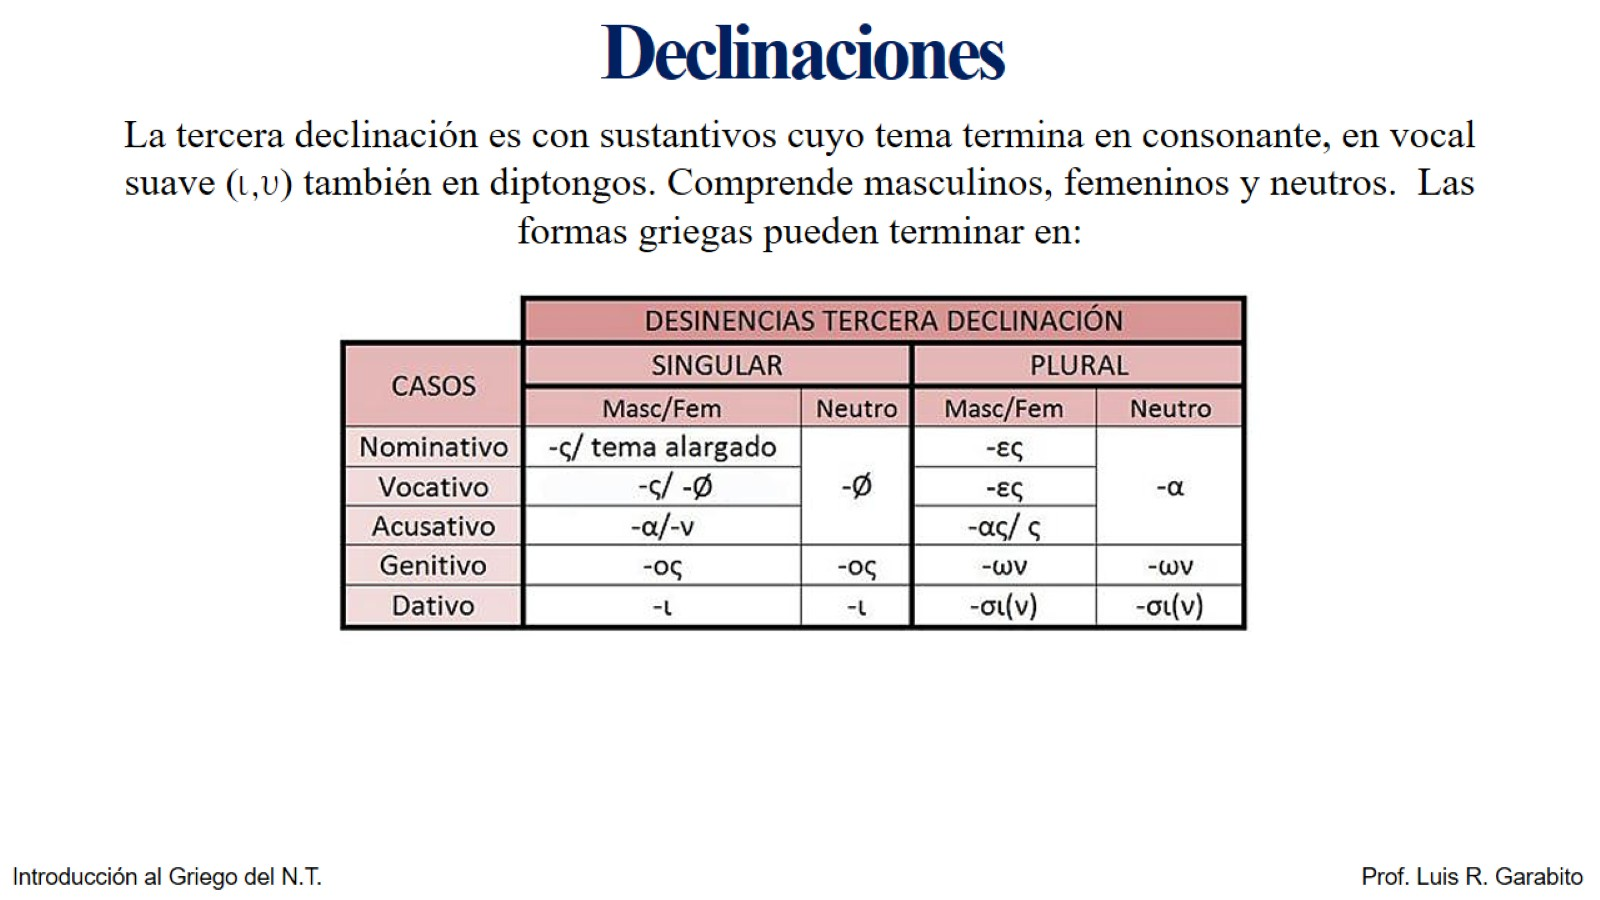 Declinaciones
La tercera declinación es con sustantivos cuyo tema termina en consonante, en vocal
suave (ι,υ) también en diptongos. Comprende masculinos, femeninos y neutros.  Las
formas griegas pueden terminar en:
DESINENCIAS TERCERA DECLINACIÓN
CASOS SINGULAR PLURAL
Masc/Fem Neutro Masc/Fem Neutro
Nominativo -ς/ tema alargado -ες
Vocativo -ς/ -Ø -Ø -ες -α
Acusativo -α/-ν -ας/ ς
Genitivo -ος -ος -ων -ων
Dativo -ι -ι -σι(ν) -σι(ν)
Introducción al Griego del N.T. Prof. Luis R. Garabito